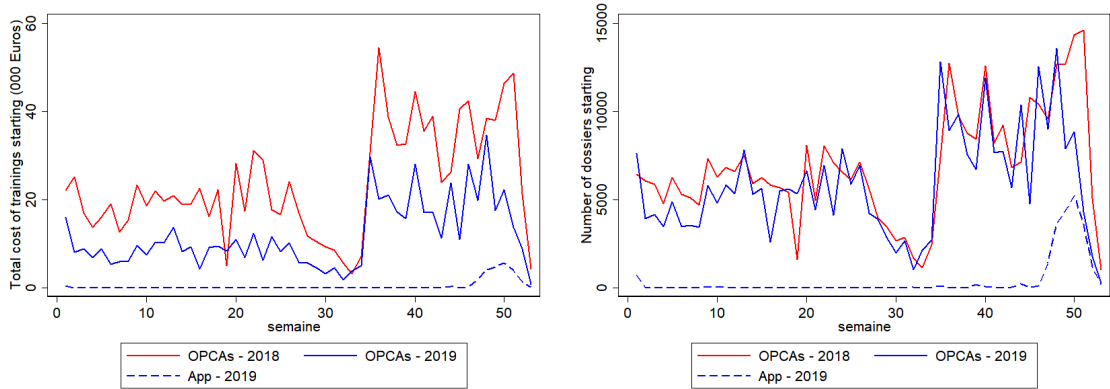 Total cost of trainings starting (000 Euros)
60
40
20
0
0 10 20 30 40 50
semaine
OPCAs - 2018 OPCAs - 2019
App - 2019
Number of dossiers starting
15000
10000
5000
0
0 10 20 30 40 50
semaine
OPCAs - 2018 OPCAs - 2019
App - 2019